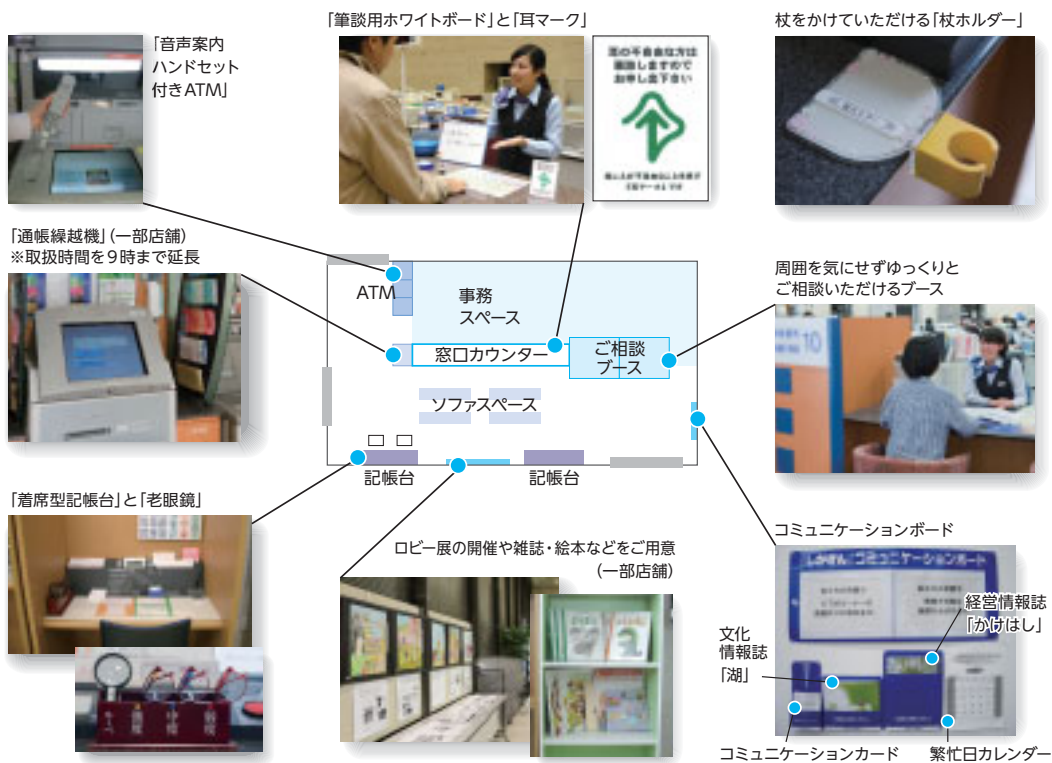 「音声案内
ハンドセット
付きATM」
「筆談用ホワイトボード」と「耳マーク」
耳の不自由な方は
筆談しますので
お申し出下さい
杖をかけていただける「杖ホルダー」
「通帳繰越機」（一部店舗）
※取扱時間を9時まで延長
ATM
事務
スペース
窓口カウンター
ご相談
ブース
ソファスペース
記帳台
記帳台
周囲を気にせずゆっくりと
ご相談いただけるブース
10
「着席型記帳台」と「老眼鏡」
ロビー展の開催や雑誌・絵本などをご用意
（一部店舗）
コミュニケーションボード
しがぎん コミュニケーションボード
経営情報誌
「かけはし」
文化
情報誌
「湖」
コミュニケーションカード
繁忙日カレンダー